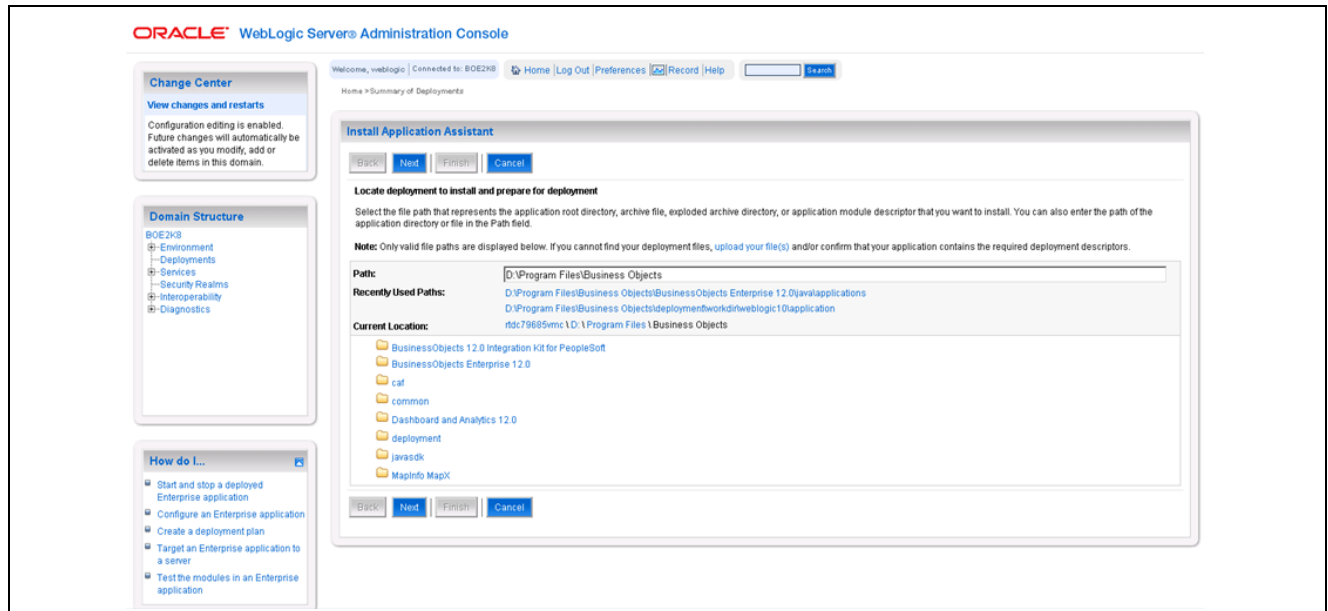 ORACLE® WebLogic Server® Administration Console
Welcome, weblogic | Connected to: BOE2K8
Home | Log Out | Preferences | Record | Help
Search
Home >Summary of Deployments
Change Center
View changes and restarts
Configuration editing is enabled.
Future changes will automatically be
activated as you modify, add or
delete items in this domain.
Domain Structure
BOE2K8
Environment
Deployments
Services
Security Realms
Interoperability
Diagnostics
How do I...
Start and stop a deployed
Enterprise application
Configure an Enterprise application
Create a deployment plan
Target an Enterprise application to
a server
Test the modules in an Enterprise
application
Install Application Assistant
Back Next Finish Cancel
Locate deployment to install and prepare for deployment
Select the file path that represents the application root directory, archive file, exploded archive directory, or application module descriptor that you want to install. You can also enter the path of the
application directory or file in the Path field.
Note: Only valid file paths are displayed below. If you cannot find your deployment files, upload your file(s) and/or confirm that your application contains the required deployment descriptors.
Path: D:\Program Files\Business Objects
Recently Used Paths: D:\Program Files\Business Objects\BusinessObjects Enterprise 12.0\java\applications
D:\Program Files\Business Objects\deployment\workdir\weblogic10\application
Current Location: rtdc79685vmc \ D: \ Program Files \ Business Objects
BusinessObjects 12.0 Integration Kit for PeopleSoft
BusinessObjects Enterprise 12.0
caf
common
Dashboard and Analytics 12.0
deployment
javasdk
MapInfo MapX
Back Next Finish Cancel